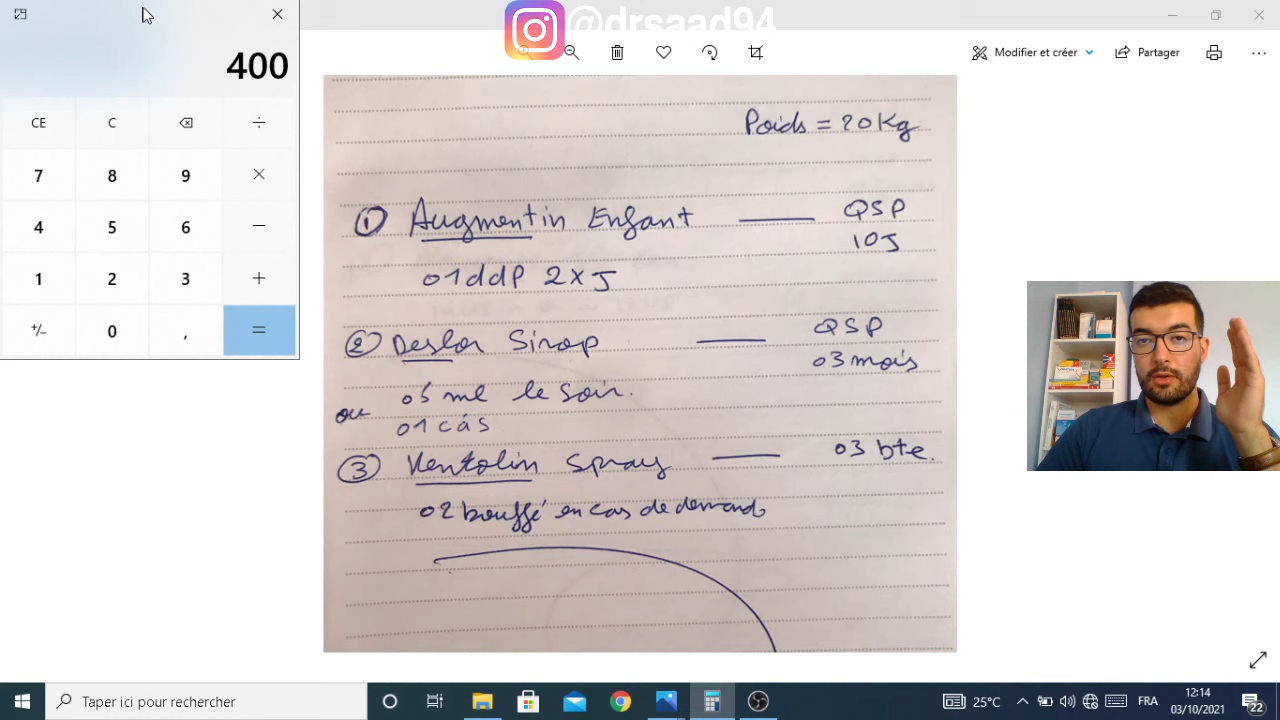 @drsaad94
400
CE C ÷
7 8 9 ×
4 5 6 −
1 2 3 +
+/− 0 , =
Modifier et créer
Partager
Poids = 20 Kg
① Augmentin Enfant —— QSP
10J
01 ddP 2 x J
② Deslor Sirop —— QSP
03 mois
05 ml le soir.
ou
01 càs
③ Ventolin Spray —— 03 bte.
02 bouffé en cas de demande
Taper ici pour rechercher
25°C
FRA
12:14
03/10/2021
22